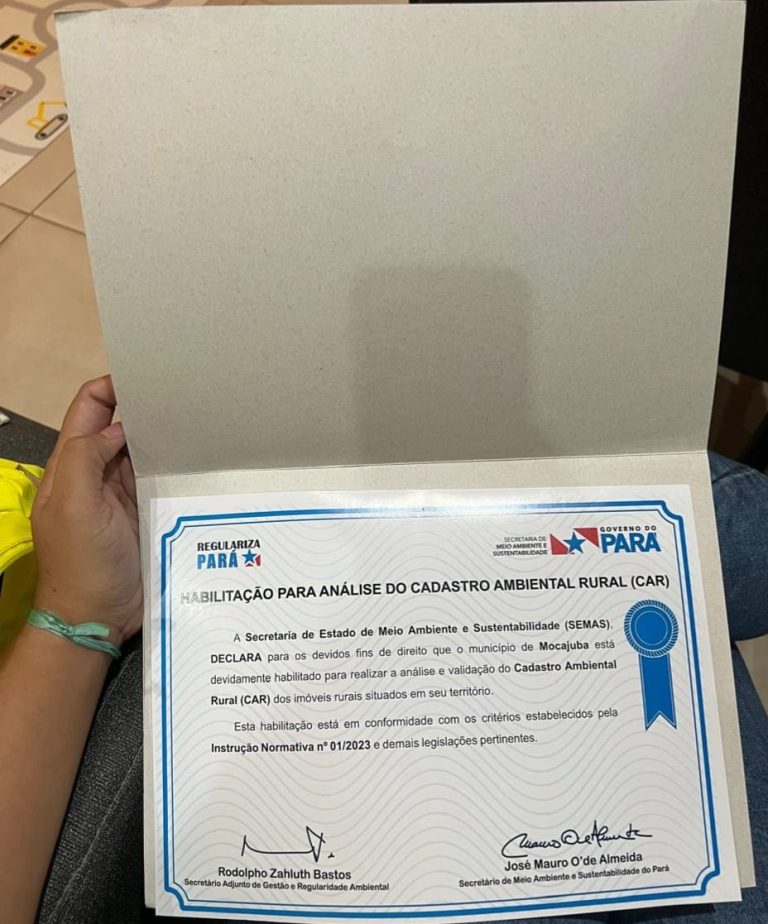 REGULARIZA
PARÁ
SECRETARIA DE
MEIO AMBIENTE E
SUSTENTABILIDADE
GOVERNO DO
PARÁ
HABILITAÇÃO PARA ANÁLISE DO CADASTRO AMBIENTAL RURAL (CAR)
A Secretaria de Estado de Meio Ambiente e Sustentabilidade (SEMAS),
DECLARA para os devidos fins de direito que o município de Mocajuba está
devidamente habilitado para realizar a análise e validação do Cadastro Ambiental
Rural (CAR) dos imóveis rurais situados em seu território.
Esta habilitação está em conformidade com os critérios estabelecidos pela
Instrução Normativa nº 01/2023 e demais legislações pertinentes.
Rodolpho Zahluth Bastos
Secretário Adjunto de Gestão e Regularidade Ambiental
José Mauro O'de Almeida
Secretário de Meio Ambiente e Sustentabilidade do Pará